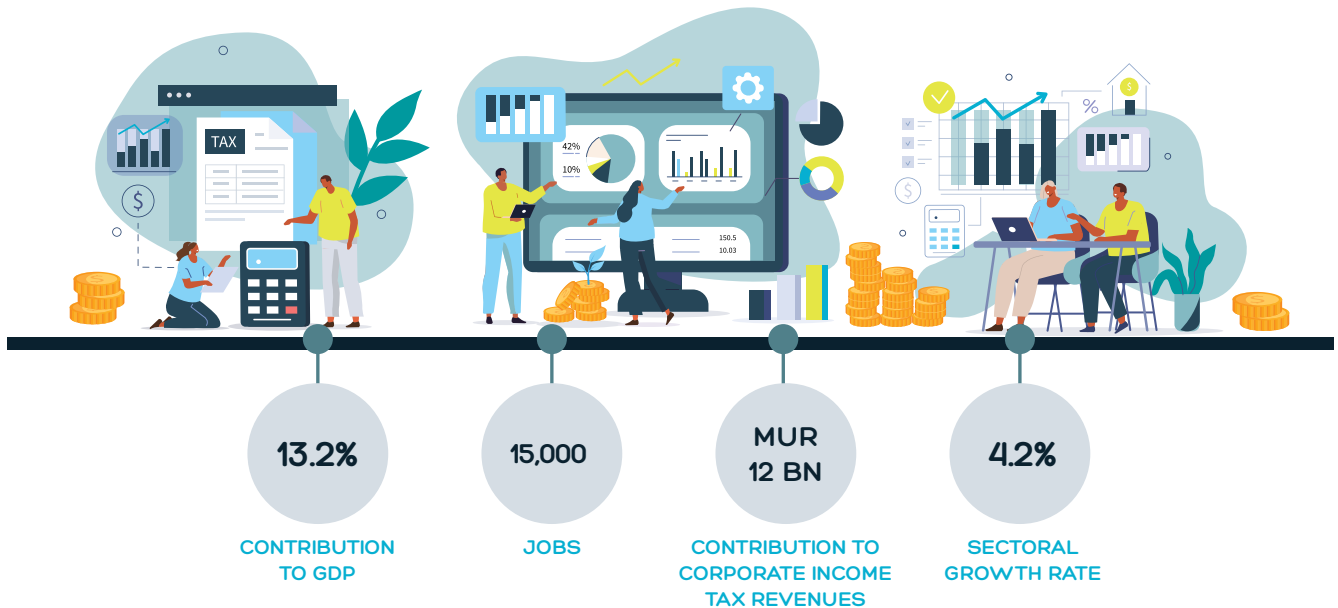 TAX
$
42%
10%
150.5
10.03
%
$
$
13.2%
15,000
MUR
12 BN
4.2%
CONTRIBUTION
TO GDP
JOBS
CONTRIBUTION TO
CORPORATE INCOME
TAX REVENUES
SECTORAL
GROWTH RATE